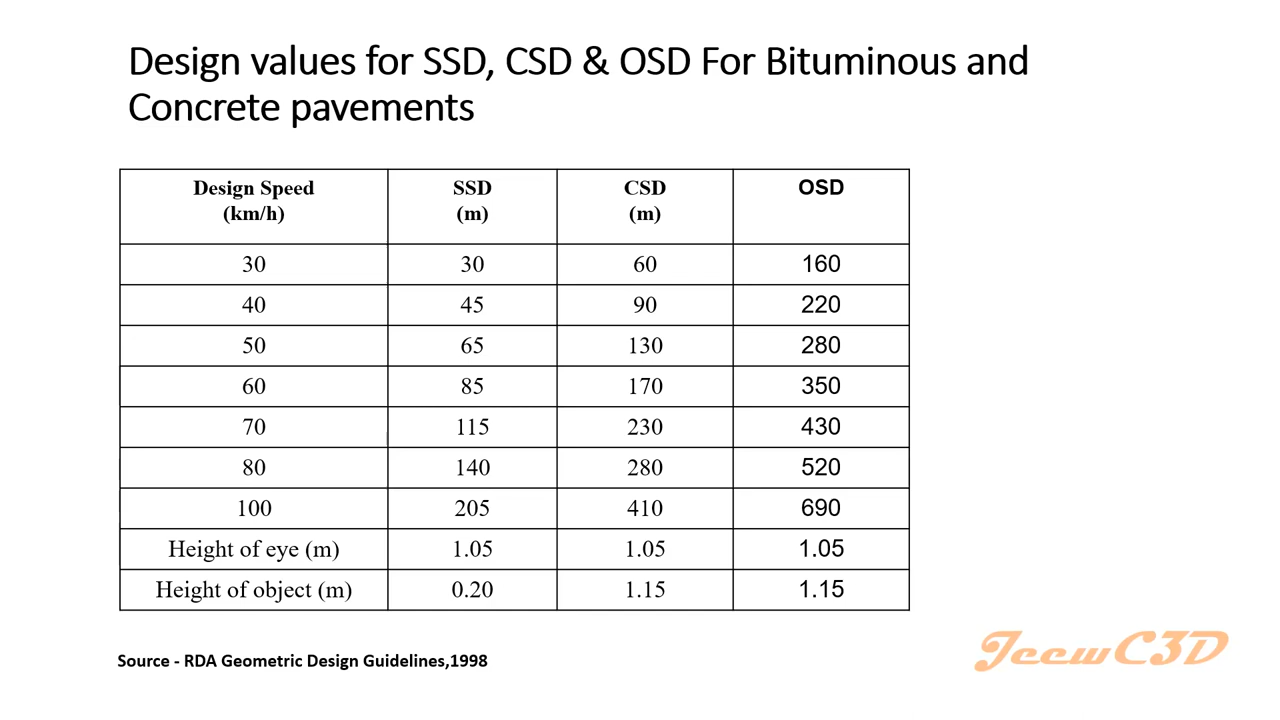 Design values for SSD, CSD & OSD For Bituminous and
Concrete pavements
Design Speed (km/h) SSD (m) CSD (m) OSD
30 30 60 160
40 45 90 220
50 65 130 280
60 85 170 350
70 115 230 430
80 140 280 520
100 205 410 690
Height of eye (m) 1.05 1.05 1.05
Height of object (m) 0.20 1.15 1.15
Source - RDA Geometric Design Guidelines,1998
JeewC3D